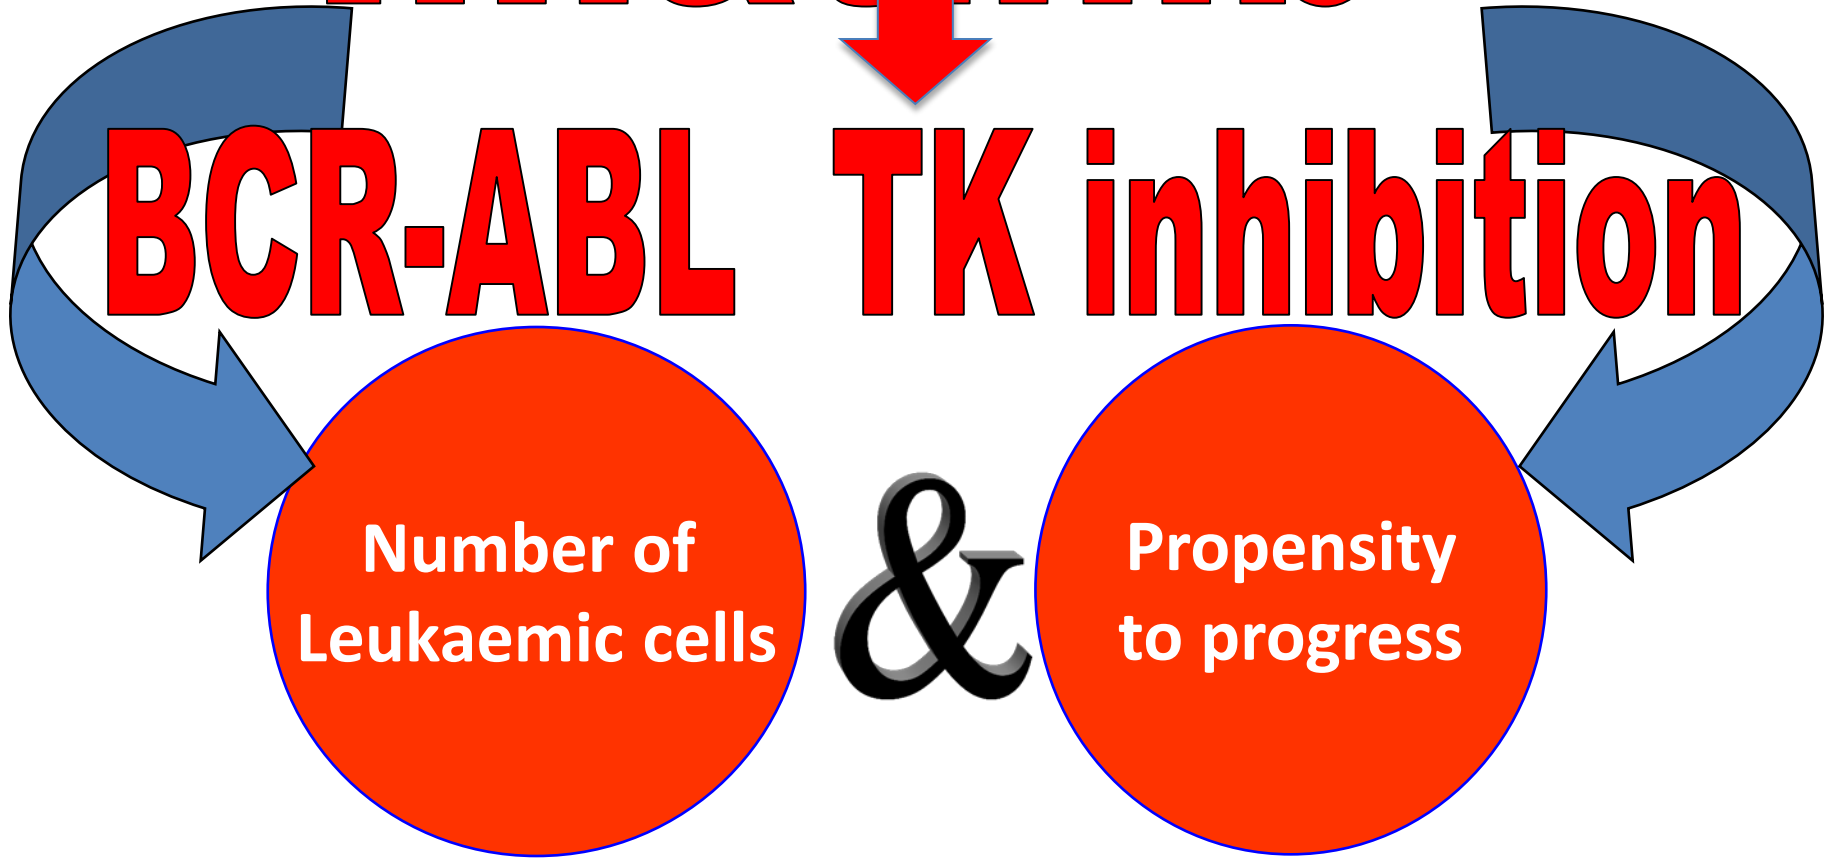 BCR-ABL TK inhibition
Number of
Leukaemic cells
&
Propensity
to progress